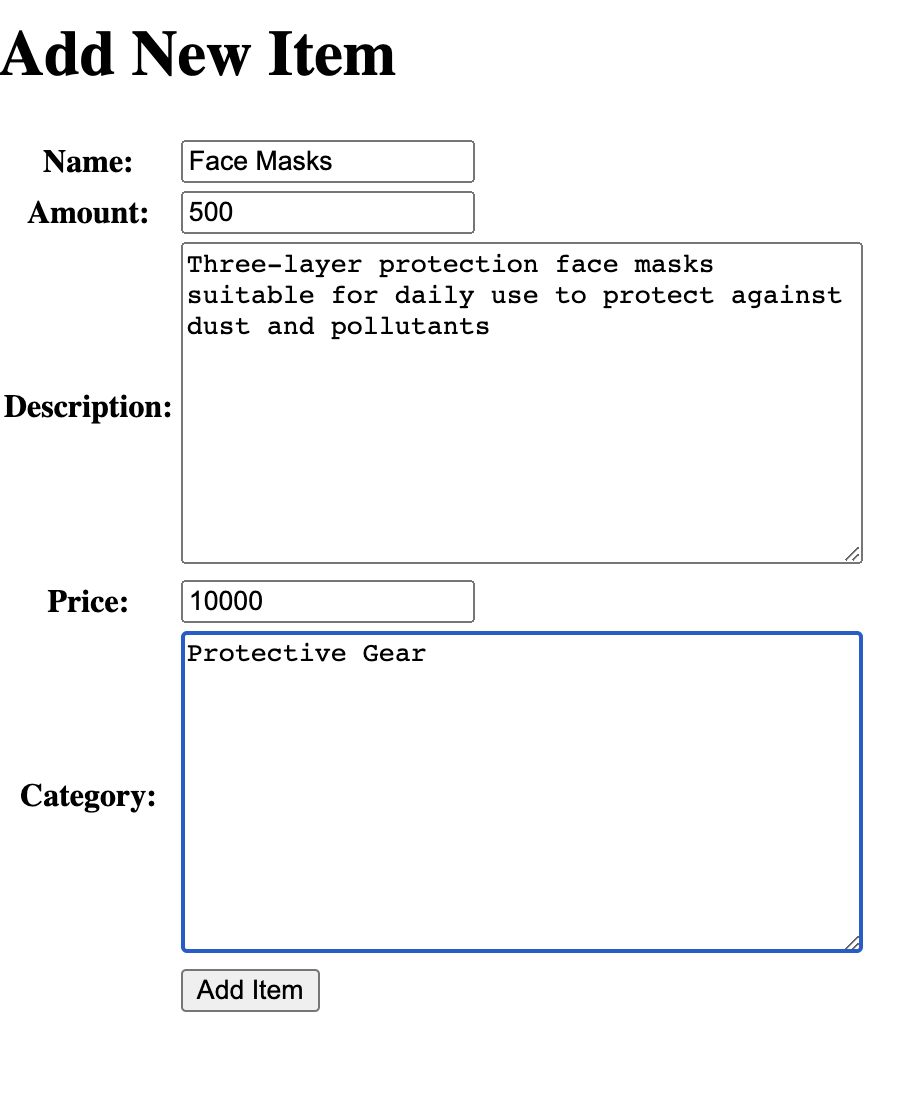 Add New Item
Name: Face Masks
Amount: 500
Description: Three-layer protection face masks
suitable for daily use to protect against
dust and pollutants
Price: 10000
Category: Protective Gear
Add Item